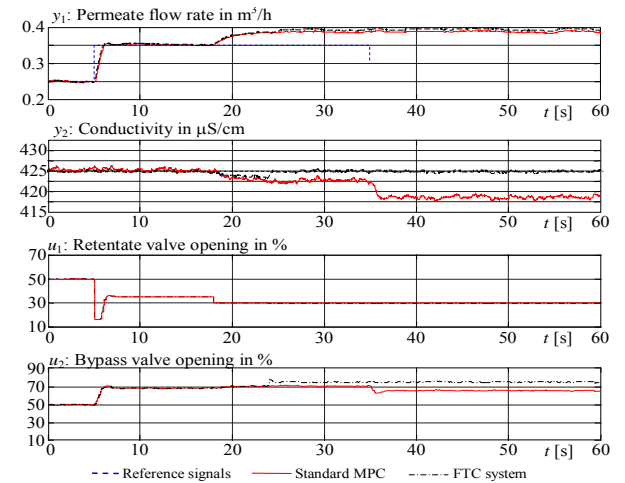 y₁: Permeate flow rate in m³/h
0.4
0.3
0.2
0 10 20 30 40 50 60
t [s]
y₂: Conductivity in μS/cm
430
425
420
415
0 10 20 30 40 50 60
t [s]
u₁: Retentate valve opening in %
70
50
30
10
0 10 20 30 40 50 60
t [s]
u₂: Bypass valve opening in %
90
70
50
30
10
0 10 20 30 40 50 60
t [s]
Reference signals Standard MPC FTC system